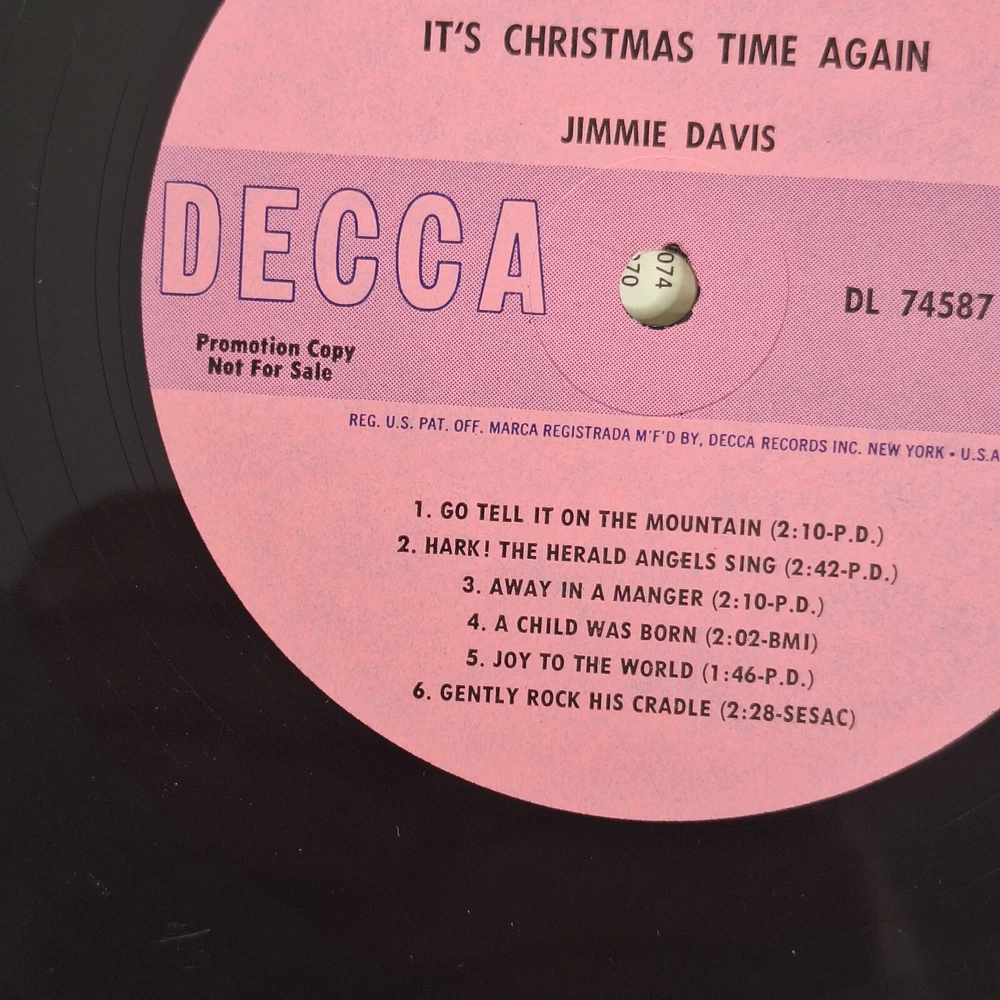 IT'S CHRISTMAS TIME AGAIN
JIMMIE DAVIS
DECCA
070
074
DL 74587
Promotion Copy
Not For Sale
REG. U.S. PAT. OFF. MARCA REGISTRADA M'F'D BY, DECCA RECORDS INC. NEW YORK • U.S.A
1. GO TELL IT ON THE MOUNTAIN (2:10-P.D.)
2. HARK! THE HERALD ANGELS SING (2:42-P.D.)
3. AWAY IN A MANGER (2:10-P.D.)
4. A CHILD WAS BORN (2:02-BMI)
5. JOY TO THE WORLD (1:46-P.D.)
6. GENTLY ROCK HIS CRADLE (2:28-SESAC)